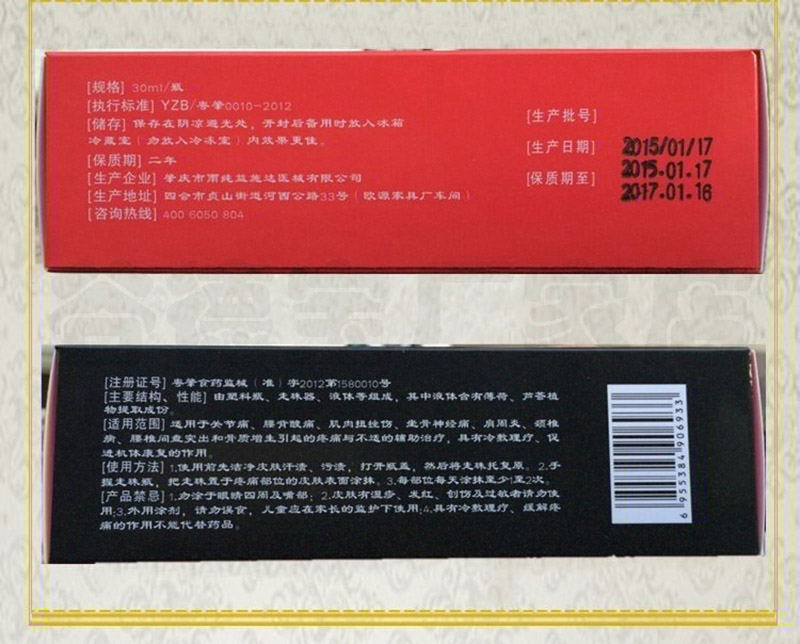 [规格] 30ml/瓶
[执行标准] YZB/粤肇0010-2012
[储存] 保存在阴凉避光处，开封后备用时放入冰箱
冷藏室（勿放入冷冻室）内效果更佳。
[保质期] 二年
[生产企业] 肇庆市雨纯益施达医械有限公司
[生产地址] 四会市贞山街道河西公路33号（欧源家具厂车间）
[咨询热线] 400 6050 804
[生产批号]
[生产日期] 2015/01/17
2015.01.17
[保质期至] 2017.01.16
[注册证号] 粤肇食药监械（准）字2012第1580010号
[主要结构、性能] 由塑料瓶、走珠器、液体等组成，其中液体含有薄荷、芦荟植
物提取成份。
[适用范围] 适用于关节痛、腰背酸痛、肌肉扭挫伤、坐骨神经痛、肩周炎、颈椎
病、腰椎间盘突出和骨质增生引起的疼痛与不适的辅助治疗，具有冷敷理疗、促
进机体康复的作用。
[使用方法] 1.使用前先洁净皮肤汗渍、污渍，打开瓶盖，然后将走珠托复原。2.手
握走珠瓶，把走珠置于疼痛部位的皮肤表面涂抹。3.每部位每天涂抹至少1至2次。
[产品禁忌] 1.勿涂于眼睛四周及嘴部；2.皮肤有湿疹、发红、创伤及过敏者请勿使
用;3.外用涂剂，请勿误食，儿童应在家长的监护下使用;4.具有冷敷理疗、缓解疼
痛的作用不能代替药品。
6 955384 906933